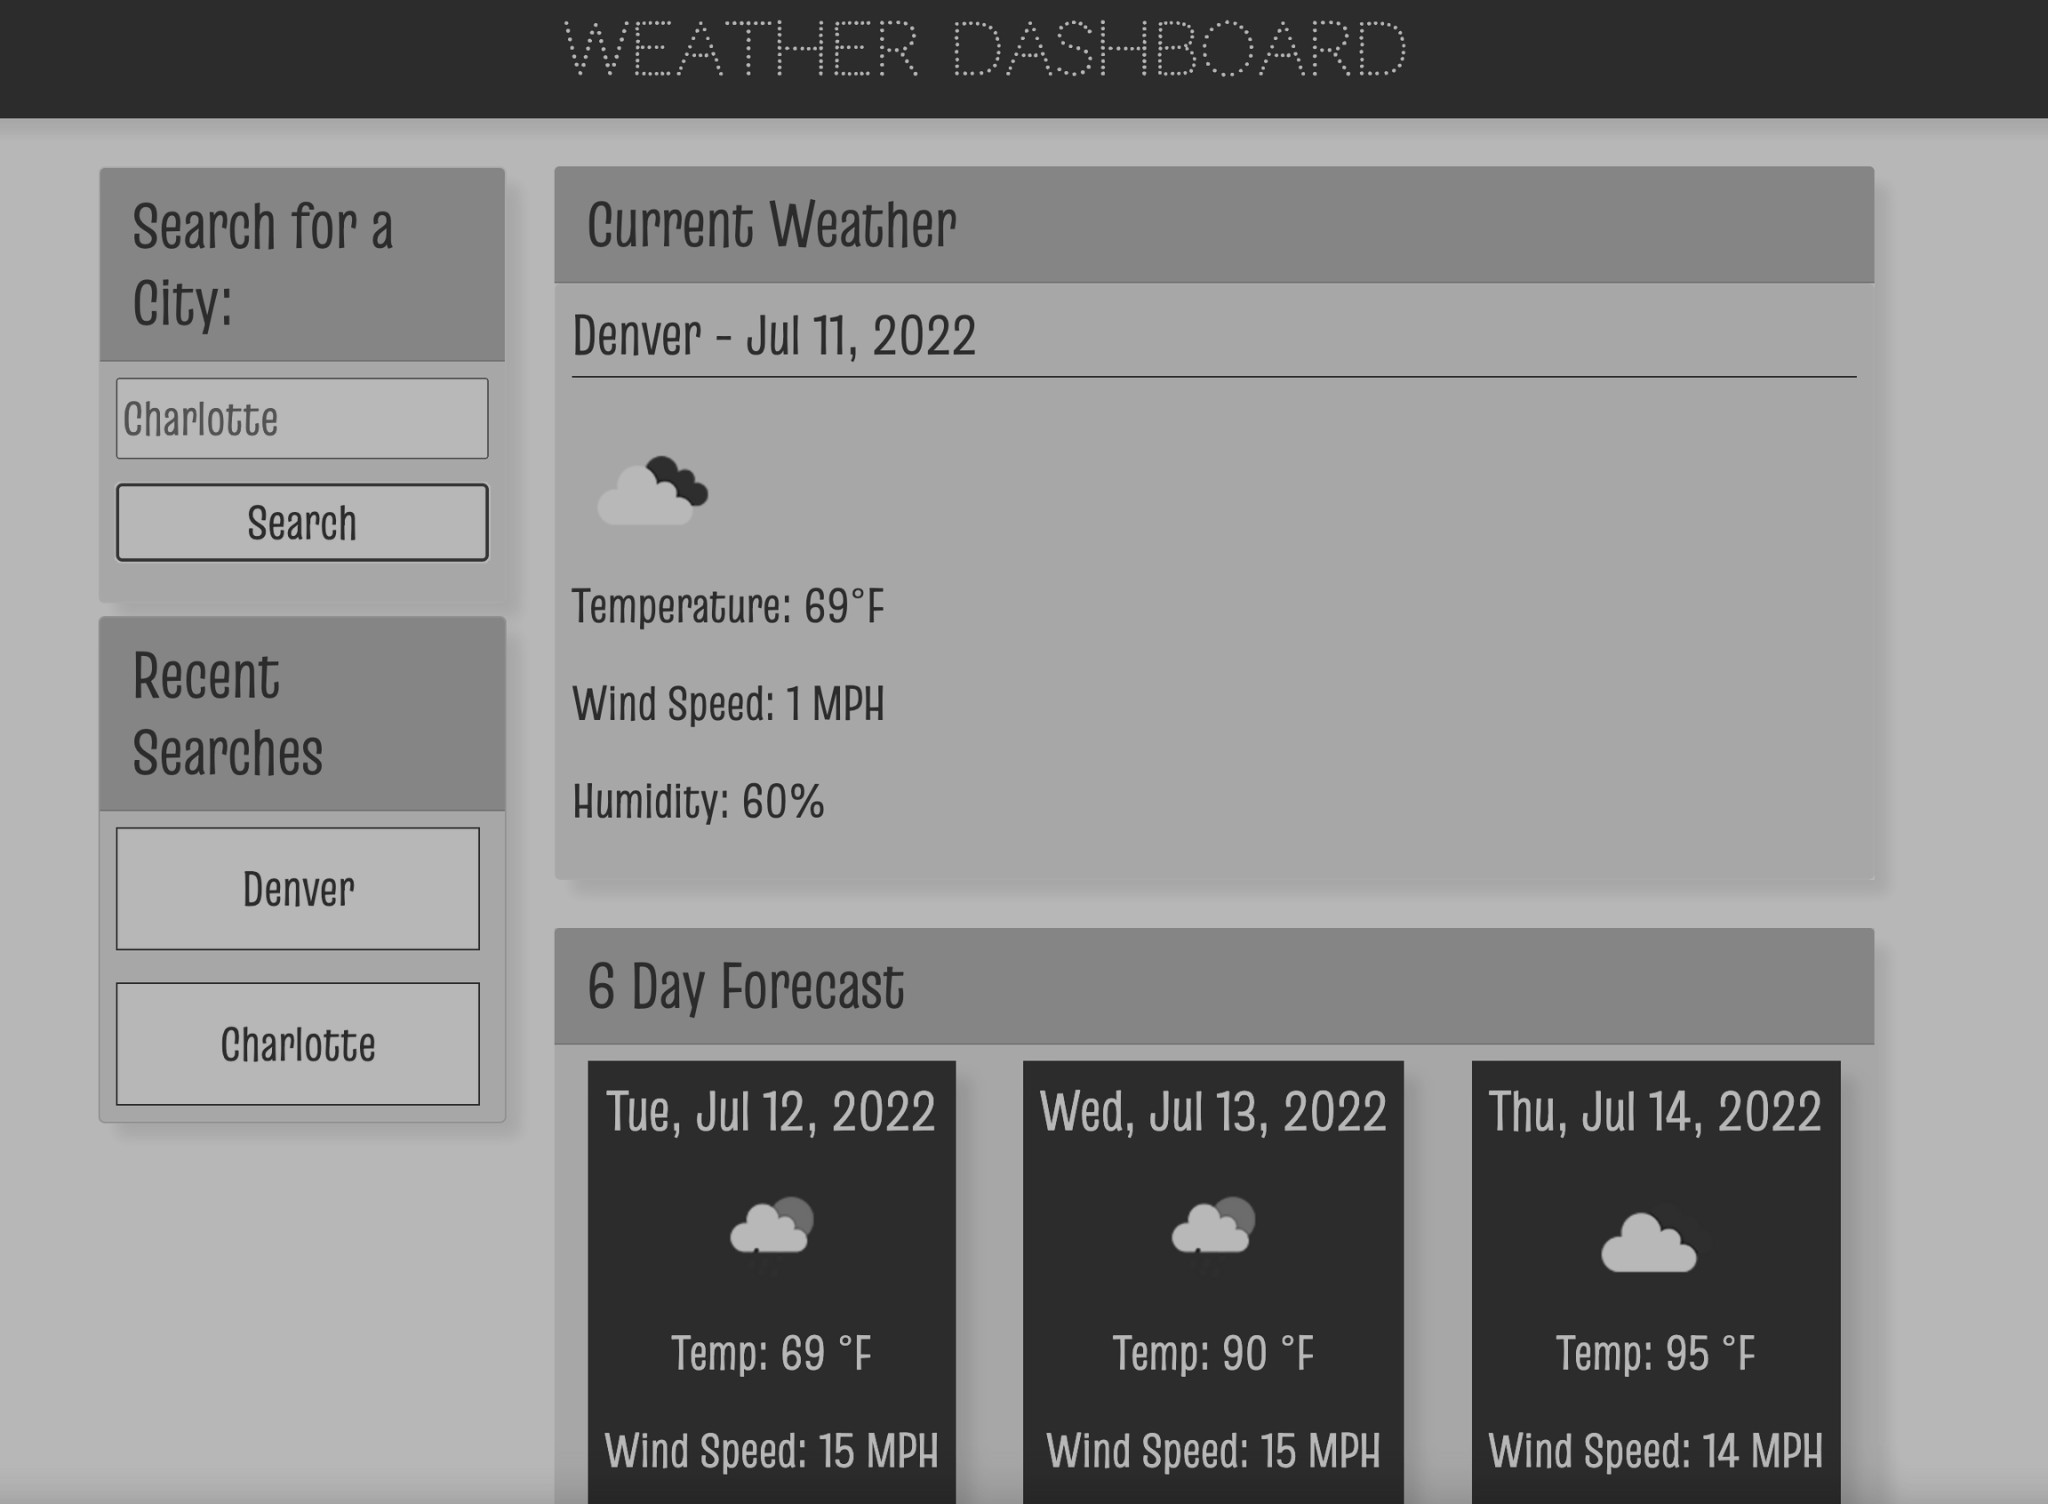 WEATHER DASHBOARD
Search for a
City:
Charlotte
Search
Recent
Searches
Denver
Charlotte
Current Weather
Denver - Jul 11, 2022
Temperature: 69°F
Wind Speed: 1 MPH
Humidity: 60%
6 Day Forecast
Tue, Jul 12, 2022
Temp: 69 °F
Wind Speed: 15 MPH
Wed, Jul 13, 2022
Temp: 90 °F
Wind Speed: 15 MPH
Thu, Jul 14, 2022
Temp: 95 °F
Wind Speed: 14 MPH